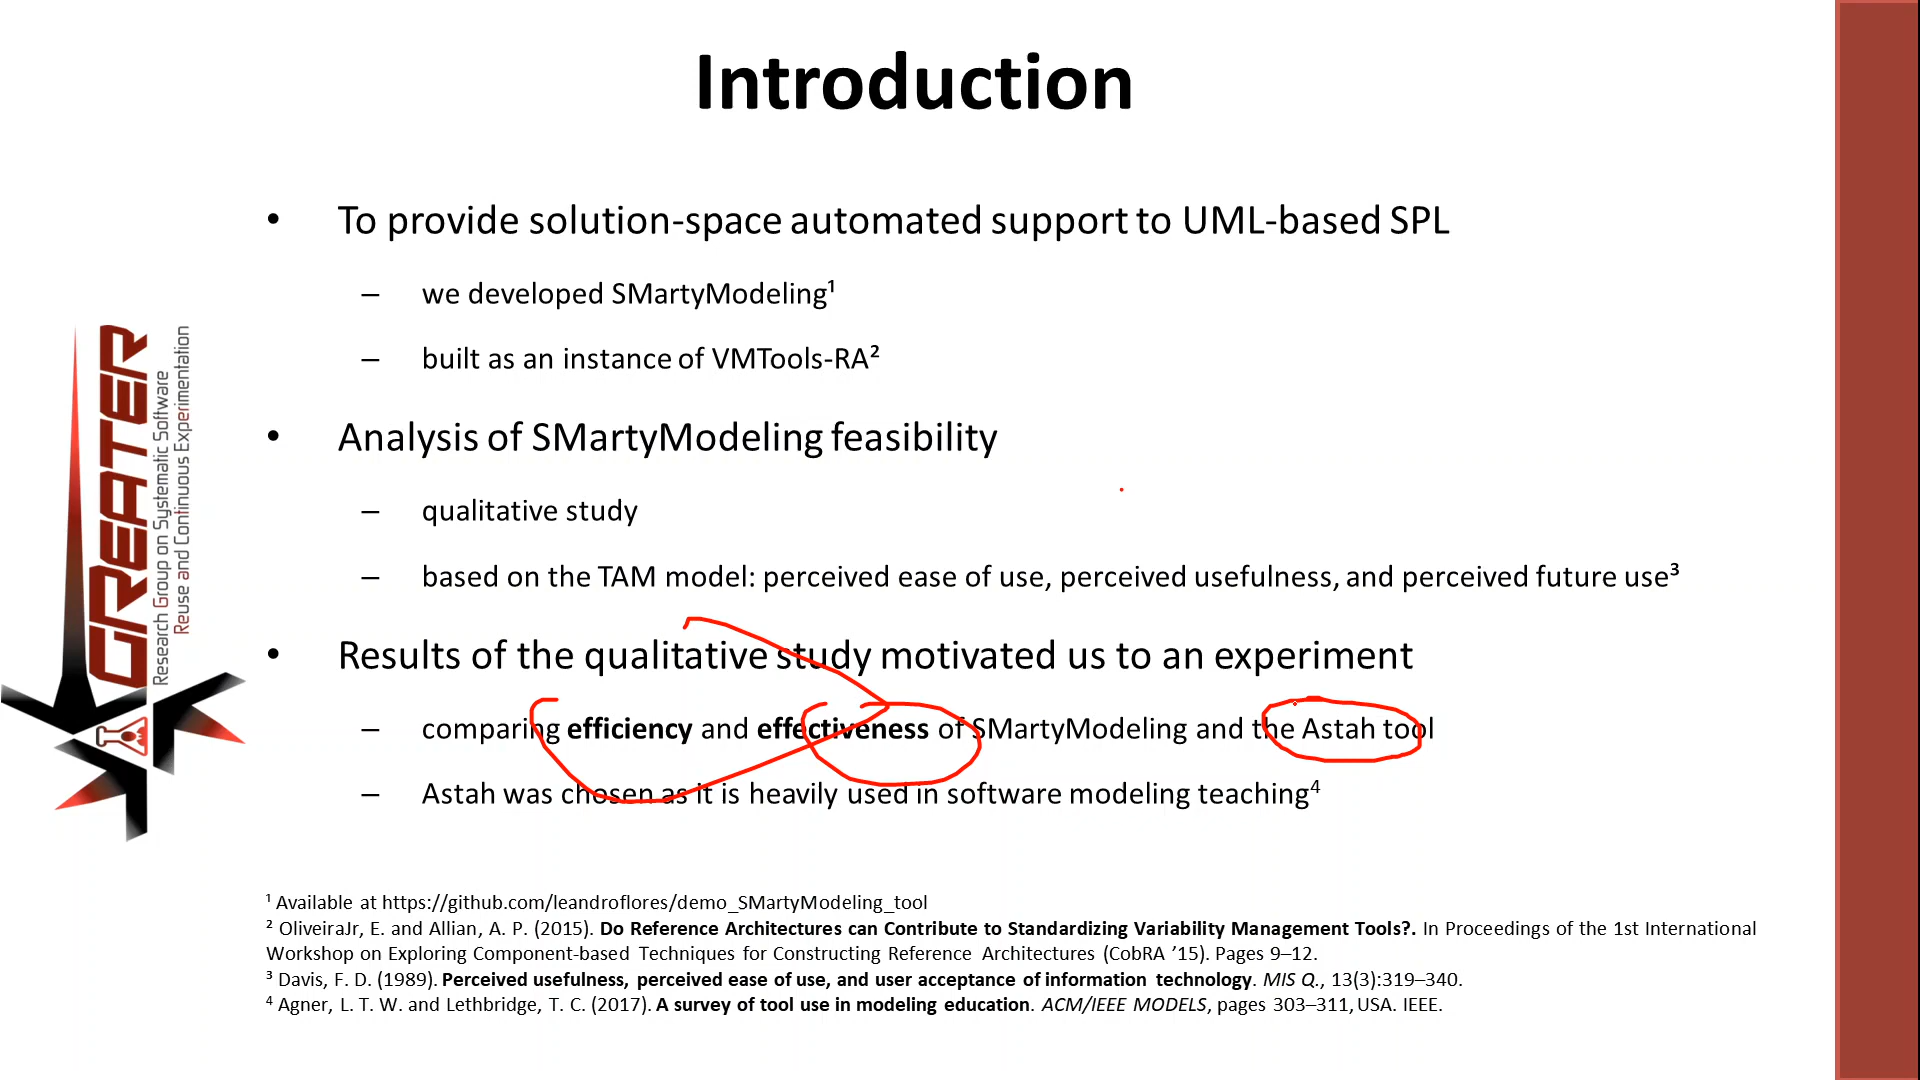 Introduction
• To provide solution-space automated support to UML-based SPL
– we developed SMartyModeling¹
– built as an instance of VMTools-RA²
• Analysis of SMartyModeling feasibility
– qualitative study
– based on the TAM model: perceived ease of use, perceived usefulness, and perceived future use³
• Results of the qualitative study motivated us to an experiment
– comparing efficiency and effectiveness of SMartyModeling and the Astah tool
– Astah was chosen as it is heavily used in software modeling teaching⁴
GREATER
Research Group on Systematic Software
Reuse and Continuous Experimentation
¹ Available at https://github.com/leandroflores/demo_SMartyModeling_tool
² OliveiraJr, E. and Allian, A. P. (2015). Do Reference Architectures can Contribute to Standardizing Variability Management Tools?. In Proceedings of the 1st International
Workshop on Exploring Component-based Techniques for Constructing Reference Architectures (CobRA ’15). Pages 9–12.
³ Davis, F. D. (1989). Perceived usefulness, perceived ease of use, and user acceptance of information technology. MIS Q., 13(3):319–340.
⁴ Agner, L. T. W. and Lethbridge, T. C. (2017). A survey of tool use in modeling education. ACM/IEEE MODELS, pages 303–311, USA. IEEE.